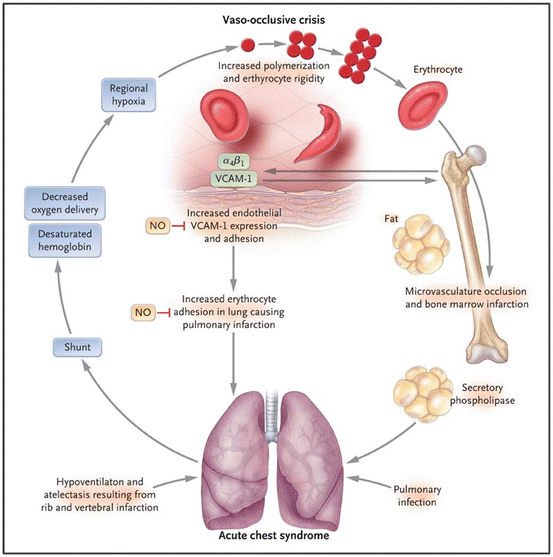 Vaso-occlusive crisis
Increased polymerization
and erthyrocyte rigidity
Erythrocyte
Regional
hypoxia
α4β1
VCAM-1
Decreased
oxygen delivery
Desaturated
hemoglobin
NO
Increased endothelial
VCAM-1 expression
and adhesion
Fat
Microvasculature occlusion
and bone marrow infarction
NO
Increased erythrocyte
adhesion in lung causing
pulmonary infarction
Shunt
Secretory
phospholipase
Hypoventilaton and
atelectasis resulting from
rib and vertebral infarction
Pulmonary
infection
Acute chest syndrome